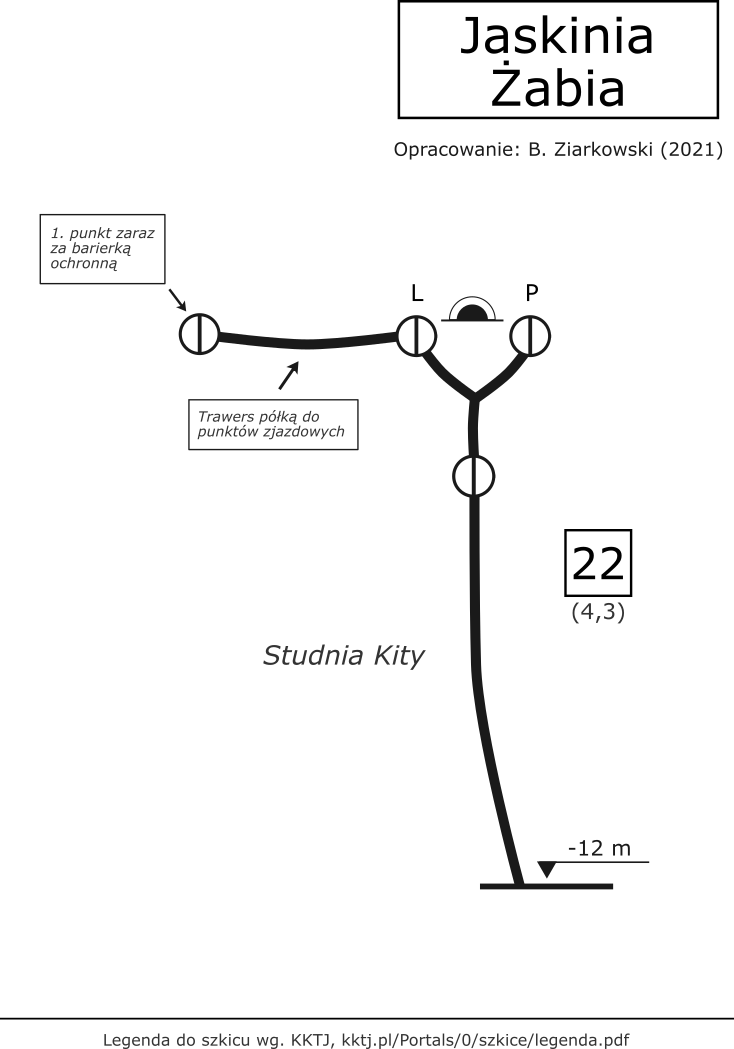 Jaskinia
Żabia
Opracowanie: B. Ziarkowski (2021)
1. punkt zaraz
za barierką
ochronną
L
P
Trawers półką do
punktów zjazdowych
22
(4,3)
Studnia Kity
-12 m
Legenda do szkicu wg. KKTJ, kktj.pl/Portals/0/szkice/legenda.pdf